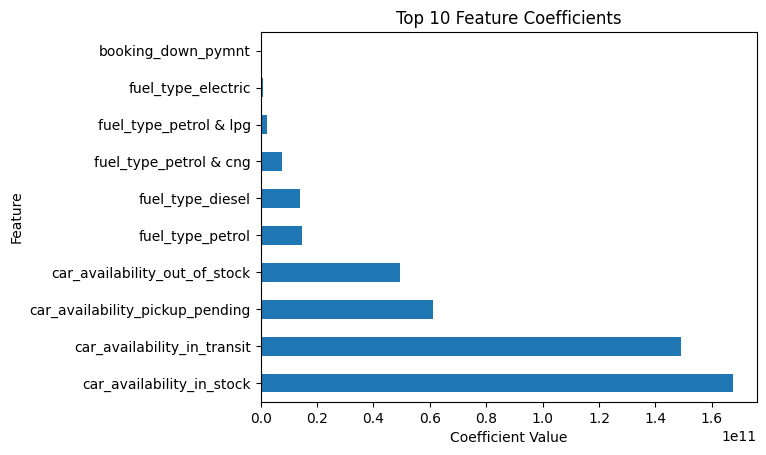 Top 10 Feature Coefficients
booking_down_pymnt
fuel_type_electric
fuel_type_petrol & lpg
fuel_type_petrol & cng
fuel_type_diesel
fuel_type_petrol
car_availability_out_of_stock
car_availability_pickup_pending
car_availability_in_transit
car_availability_in_stock
Feature
0.0 0.2 0.4 0.6 0.8 1.0 1.2 1.4 1.6
1e11
Coefficient Value